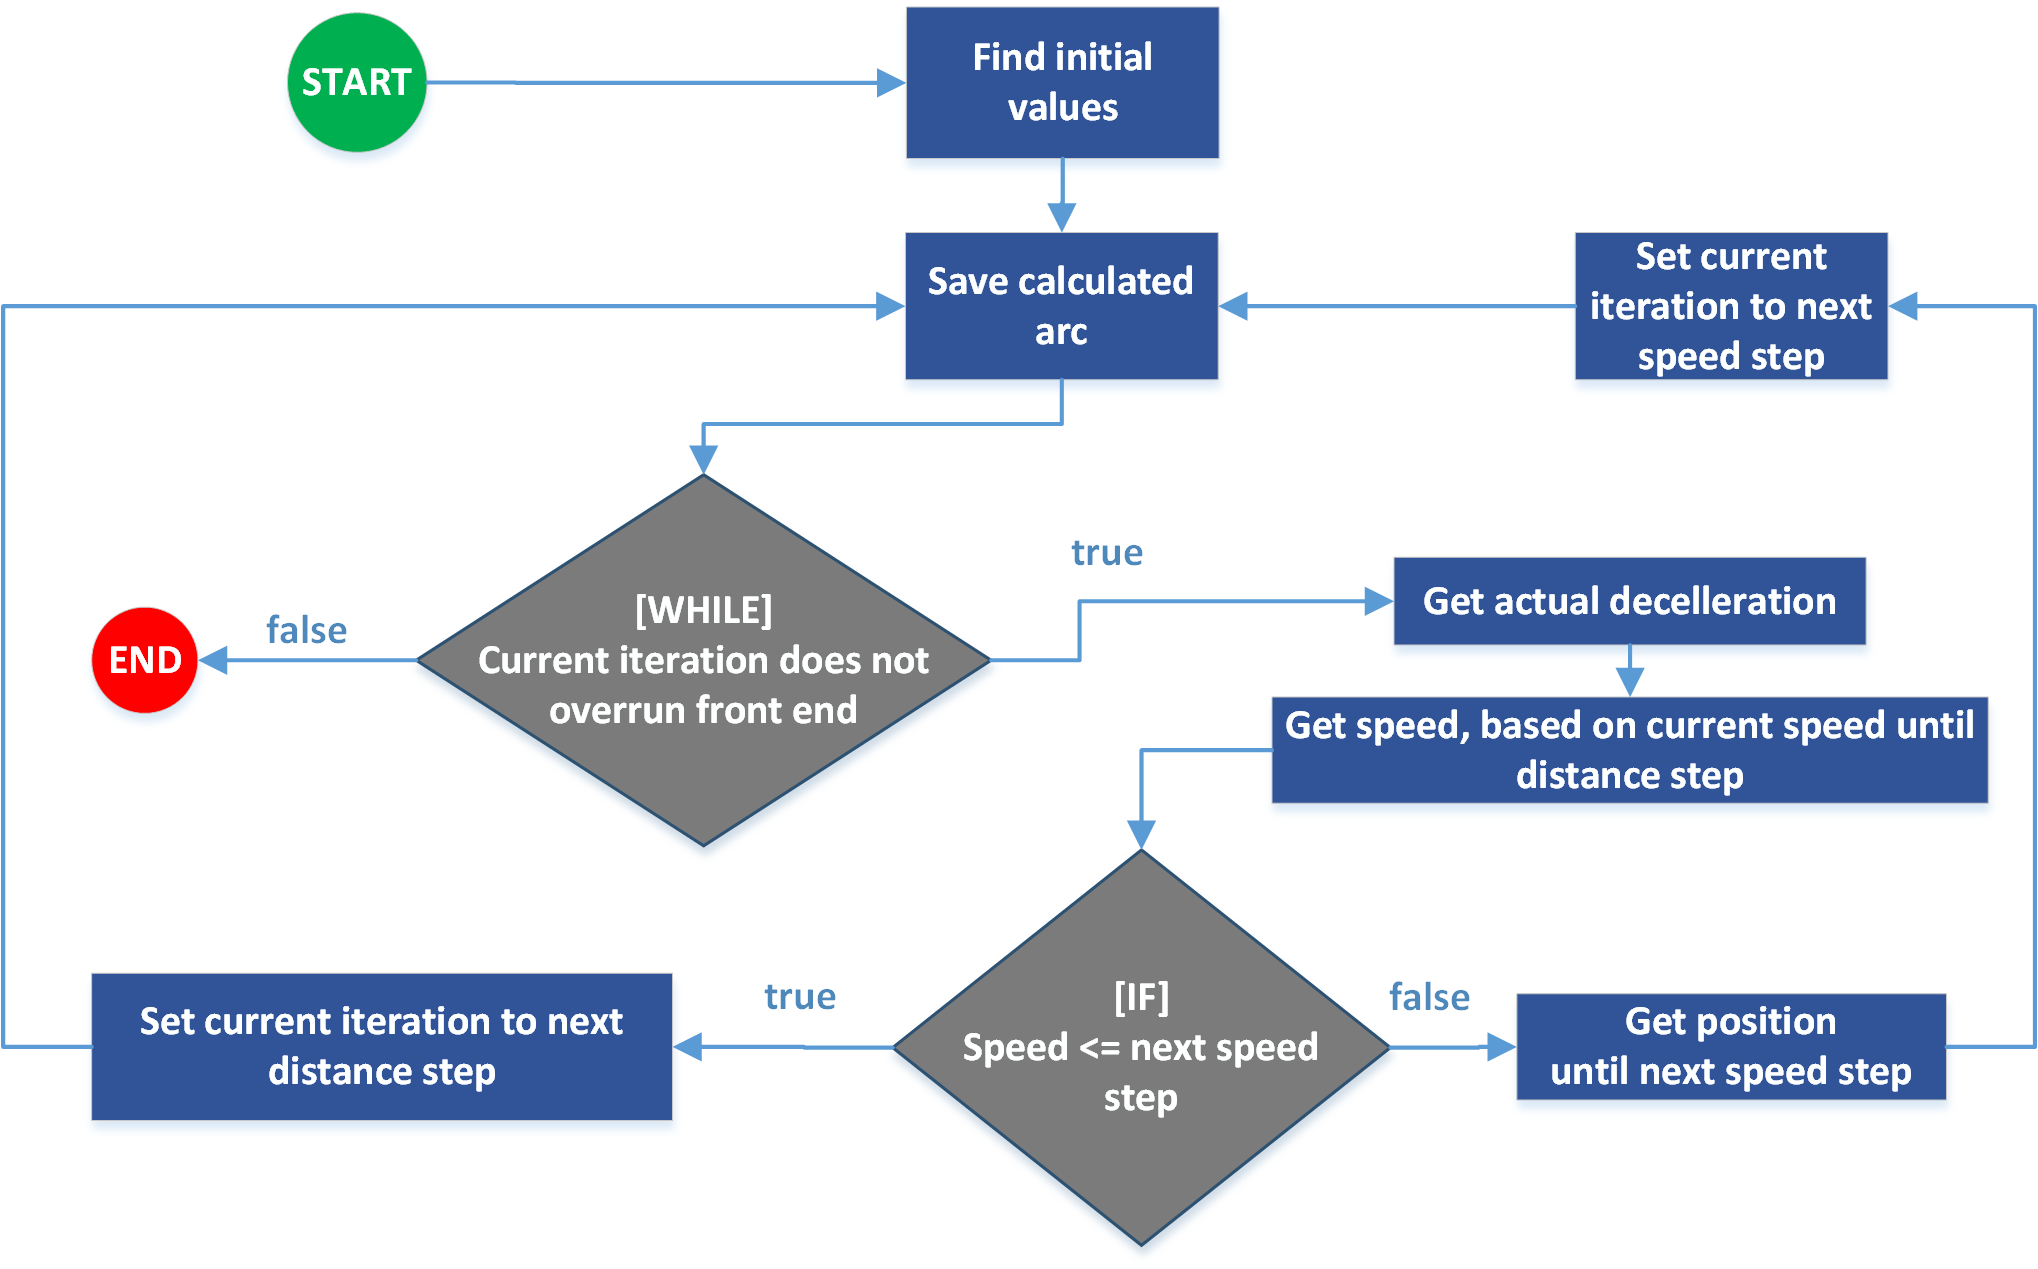 START
Find initial
values
Save calculated
arc
Set current
iteration to next
speed step
[WHILE]
Current iteration does not
overrun front end
true
false
END
Get actual decelleration
Get speed, based on current speed until
distance step
[IF]
Speed <= next speed
step
true
false
Set current iteration to next
distance step
Get position
until next speed step